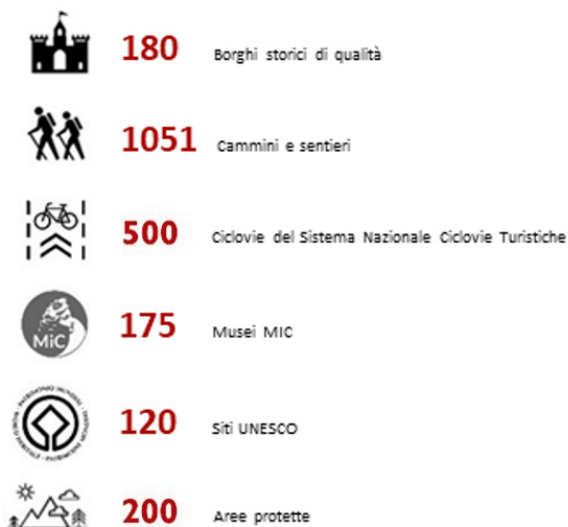 180 Borghi storici di qualità
1051 Cammini e sentieri
500 Ciclovie del Sistema Nazionale Ciclovie Turistiche
MiC
175 Musei MIC
120 Siti UNESCO
200 Aree protette